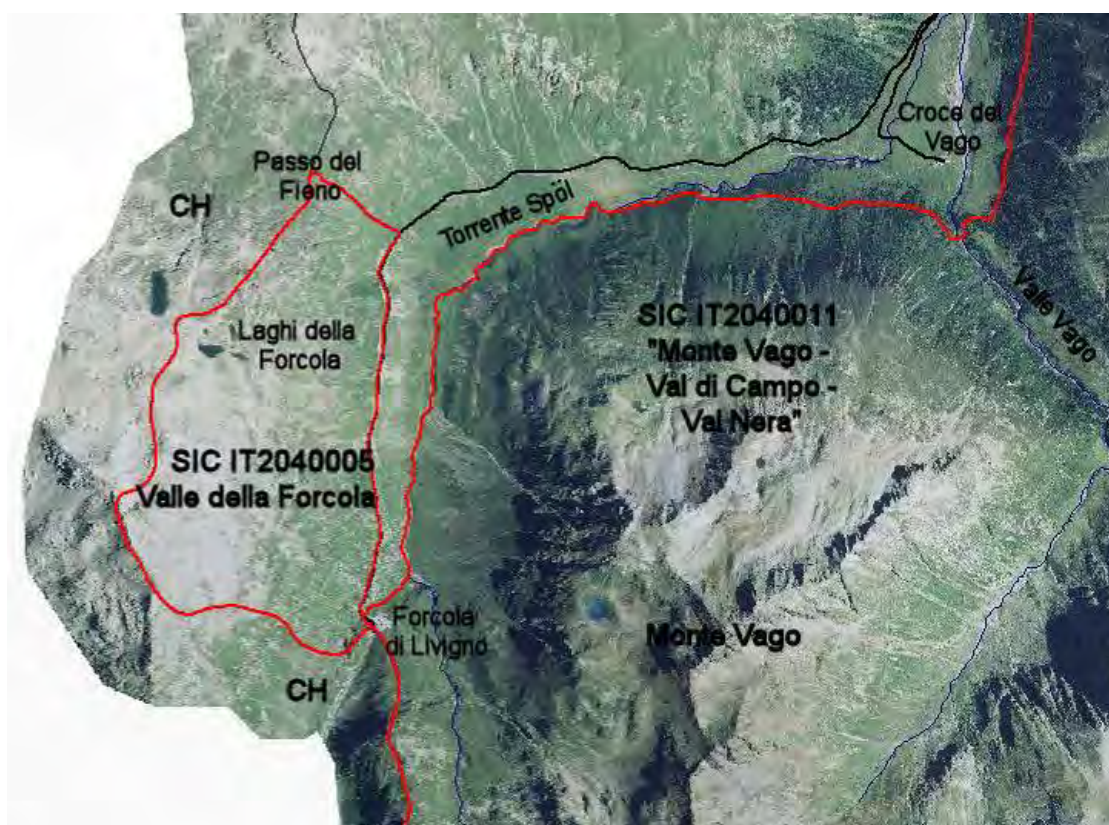 Croce del
Vago
Passo del
Fieno
CH
Torrente Spöl
Valle Vago
Laghi della
Forcola
SIC IT2040011
"Monte Vago -
Val di Campo -
Val Nera"
SIC IT2040005
Valle della Forcola
Forcola
di Livigno
Monte Vago
CH